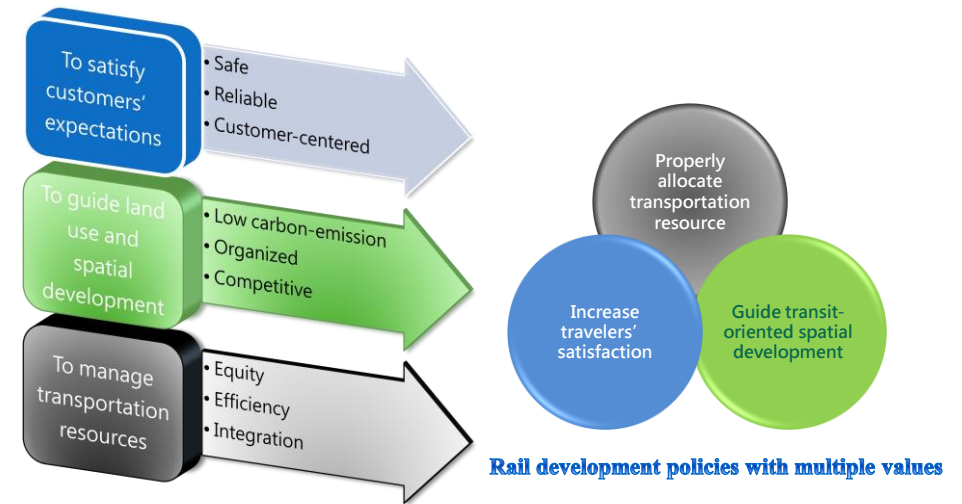 To satisfy
customers'
expectations
• Safe
• Reliable
• Customer-centered
To guide land
use and
spatial
development
• Low carbon-emission
• Organized
• Competitive
To manage
transportation
resources
• Equity
• Efficiency
• Integration
Properly
allocate
transportation
resource
Increase
travelers'
satisfaction
Guide transit-
oriented spatial
development
Rail development policies with multiple values